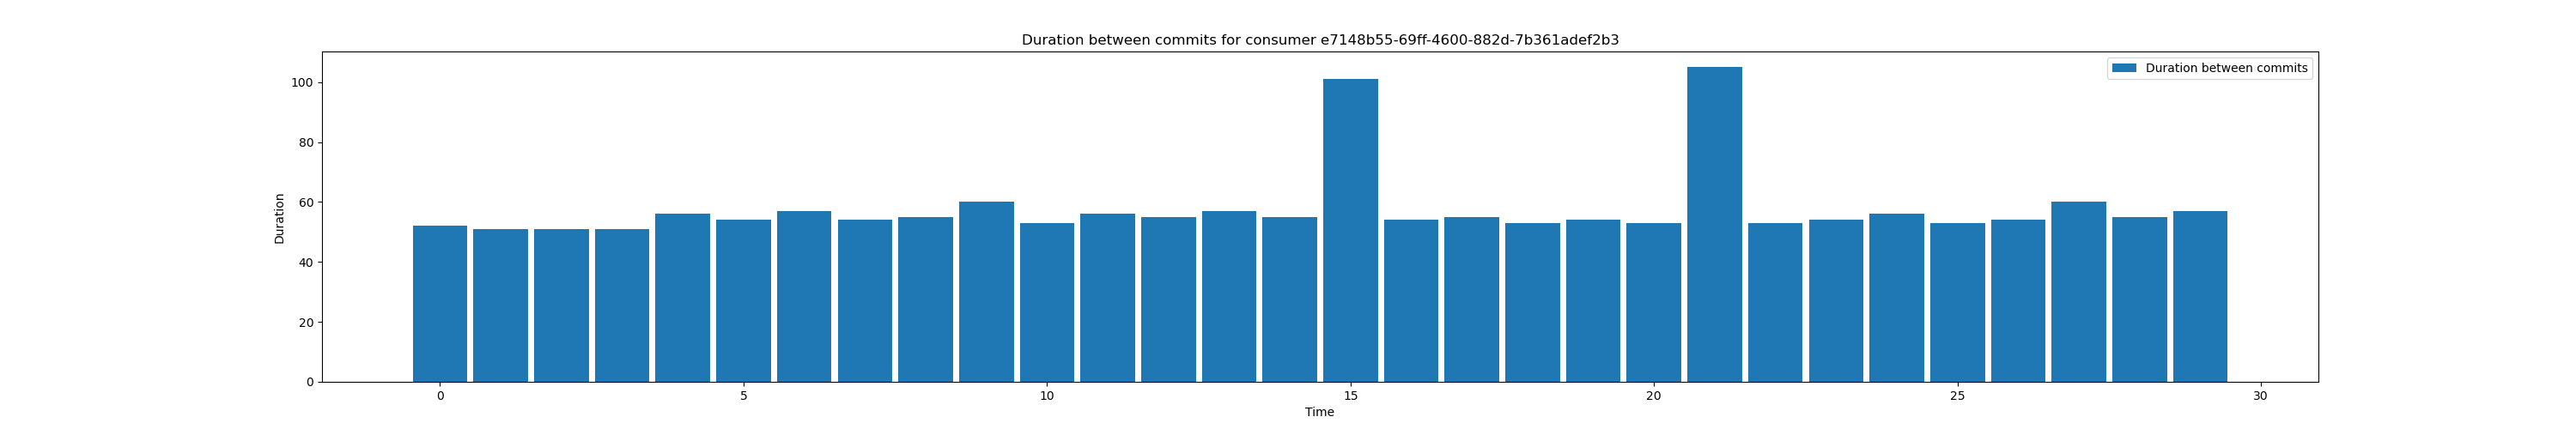 Duration between commits for consumer e7148b55-69ff-4600-882d-7b361adef2b3
Duration between commits
100
80
60
40
20
0
Duration
0 5 10 15 20 25 30
Time